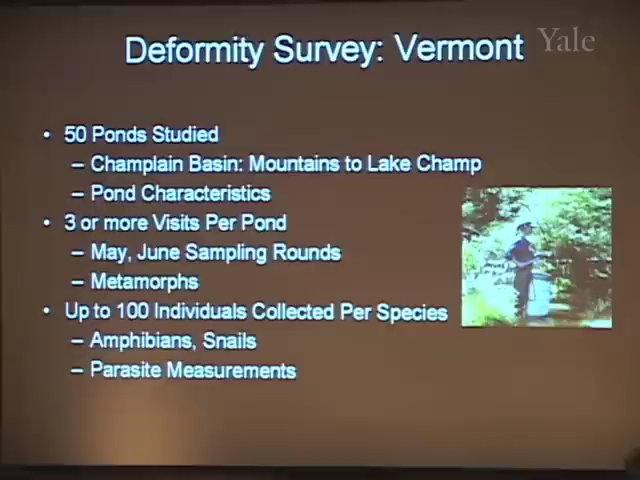 Deformity Survey: Vermont
Yale
• 50 Ponds Studied
– Champlain Basin: Mountains to Lake Champ
– Pond Characteristics
• 3 or more Visits Per Pond
– May, June Sampling Rounds
– Metamorphs
• Up to 100 Individuals Collected Per Species
– Amphibians, Snails
– Parasite Measurements